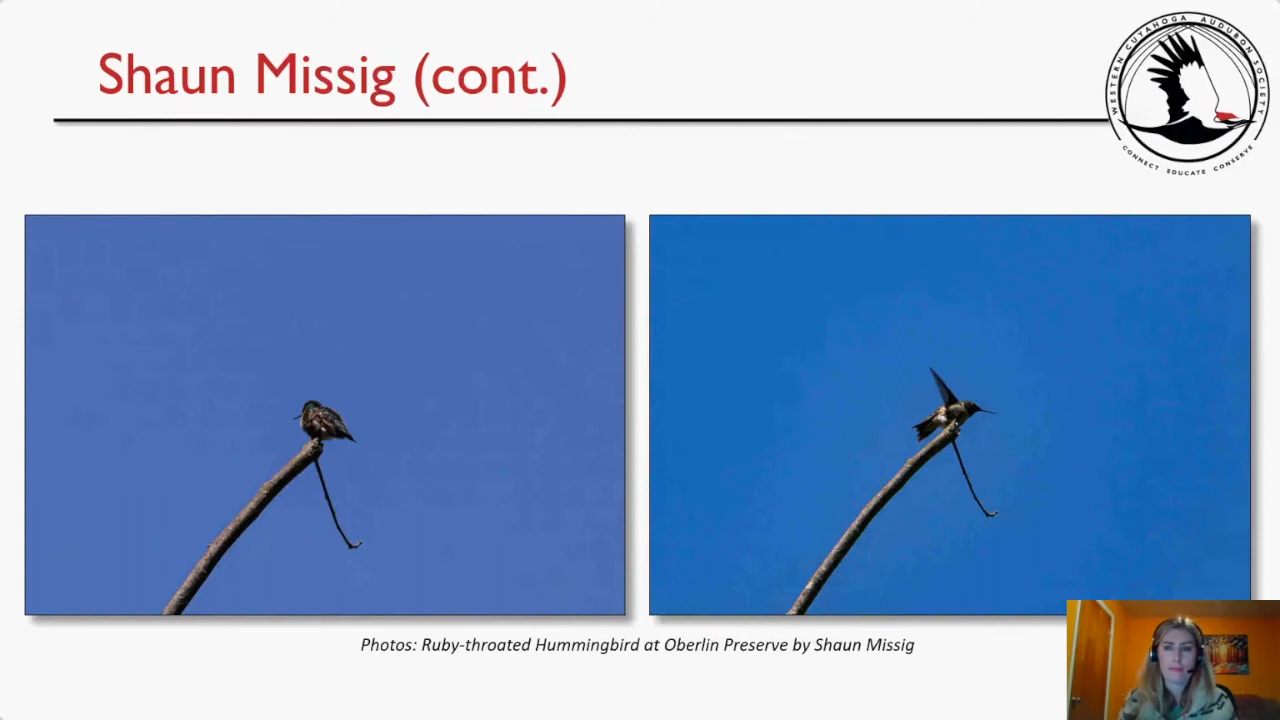 Shaun Missig (cont.)
WESTERN CUYAHOGA AUDUBON SOCIETY
CONNECT EDUCATE CONSERVE
Photos: Ruby-throated Hummingbird at Oberlin Preserve by Shaun Missig